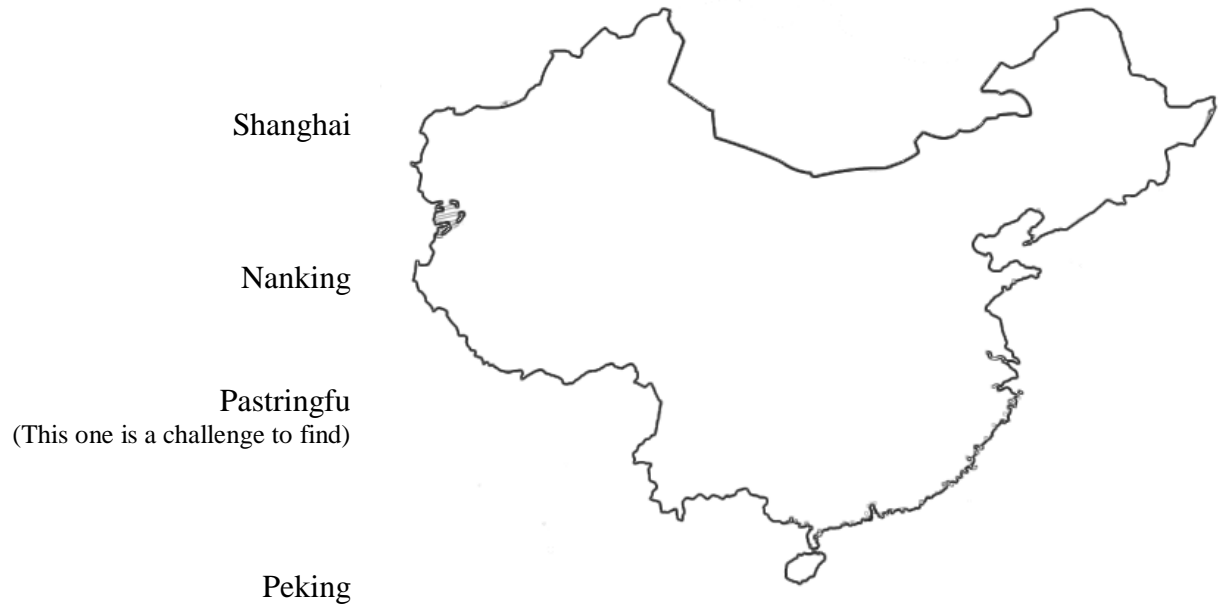 Shanghai
Nanking
Pastringfu
(This one is a challenge to find)
Peking